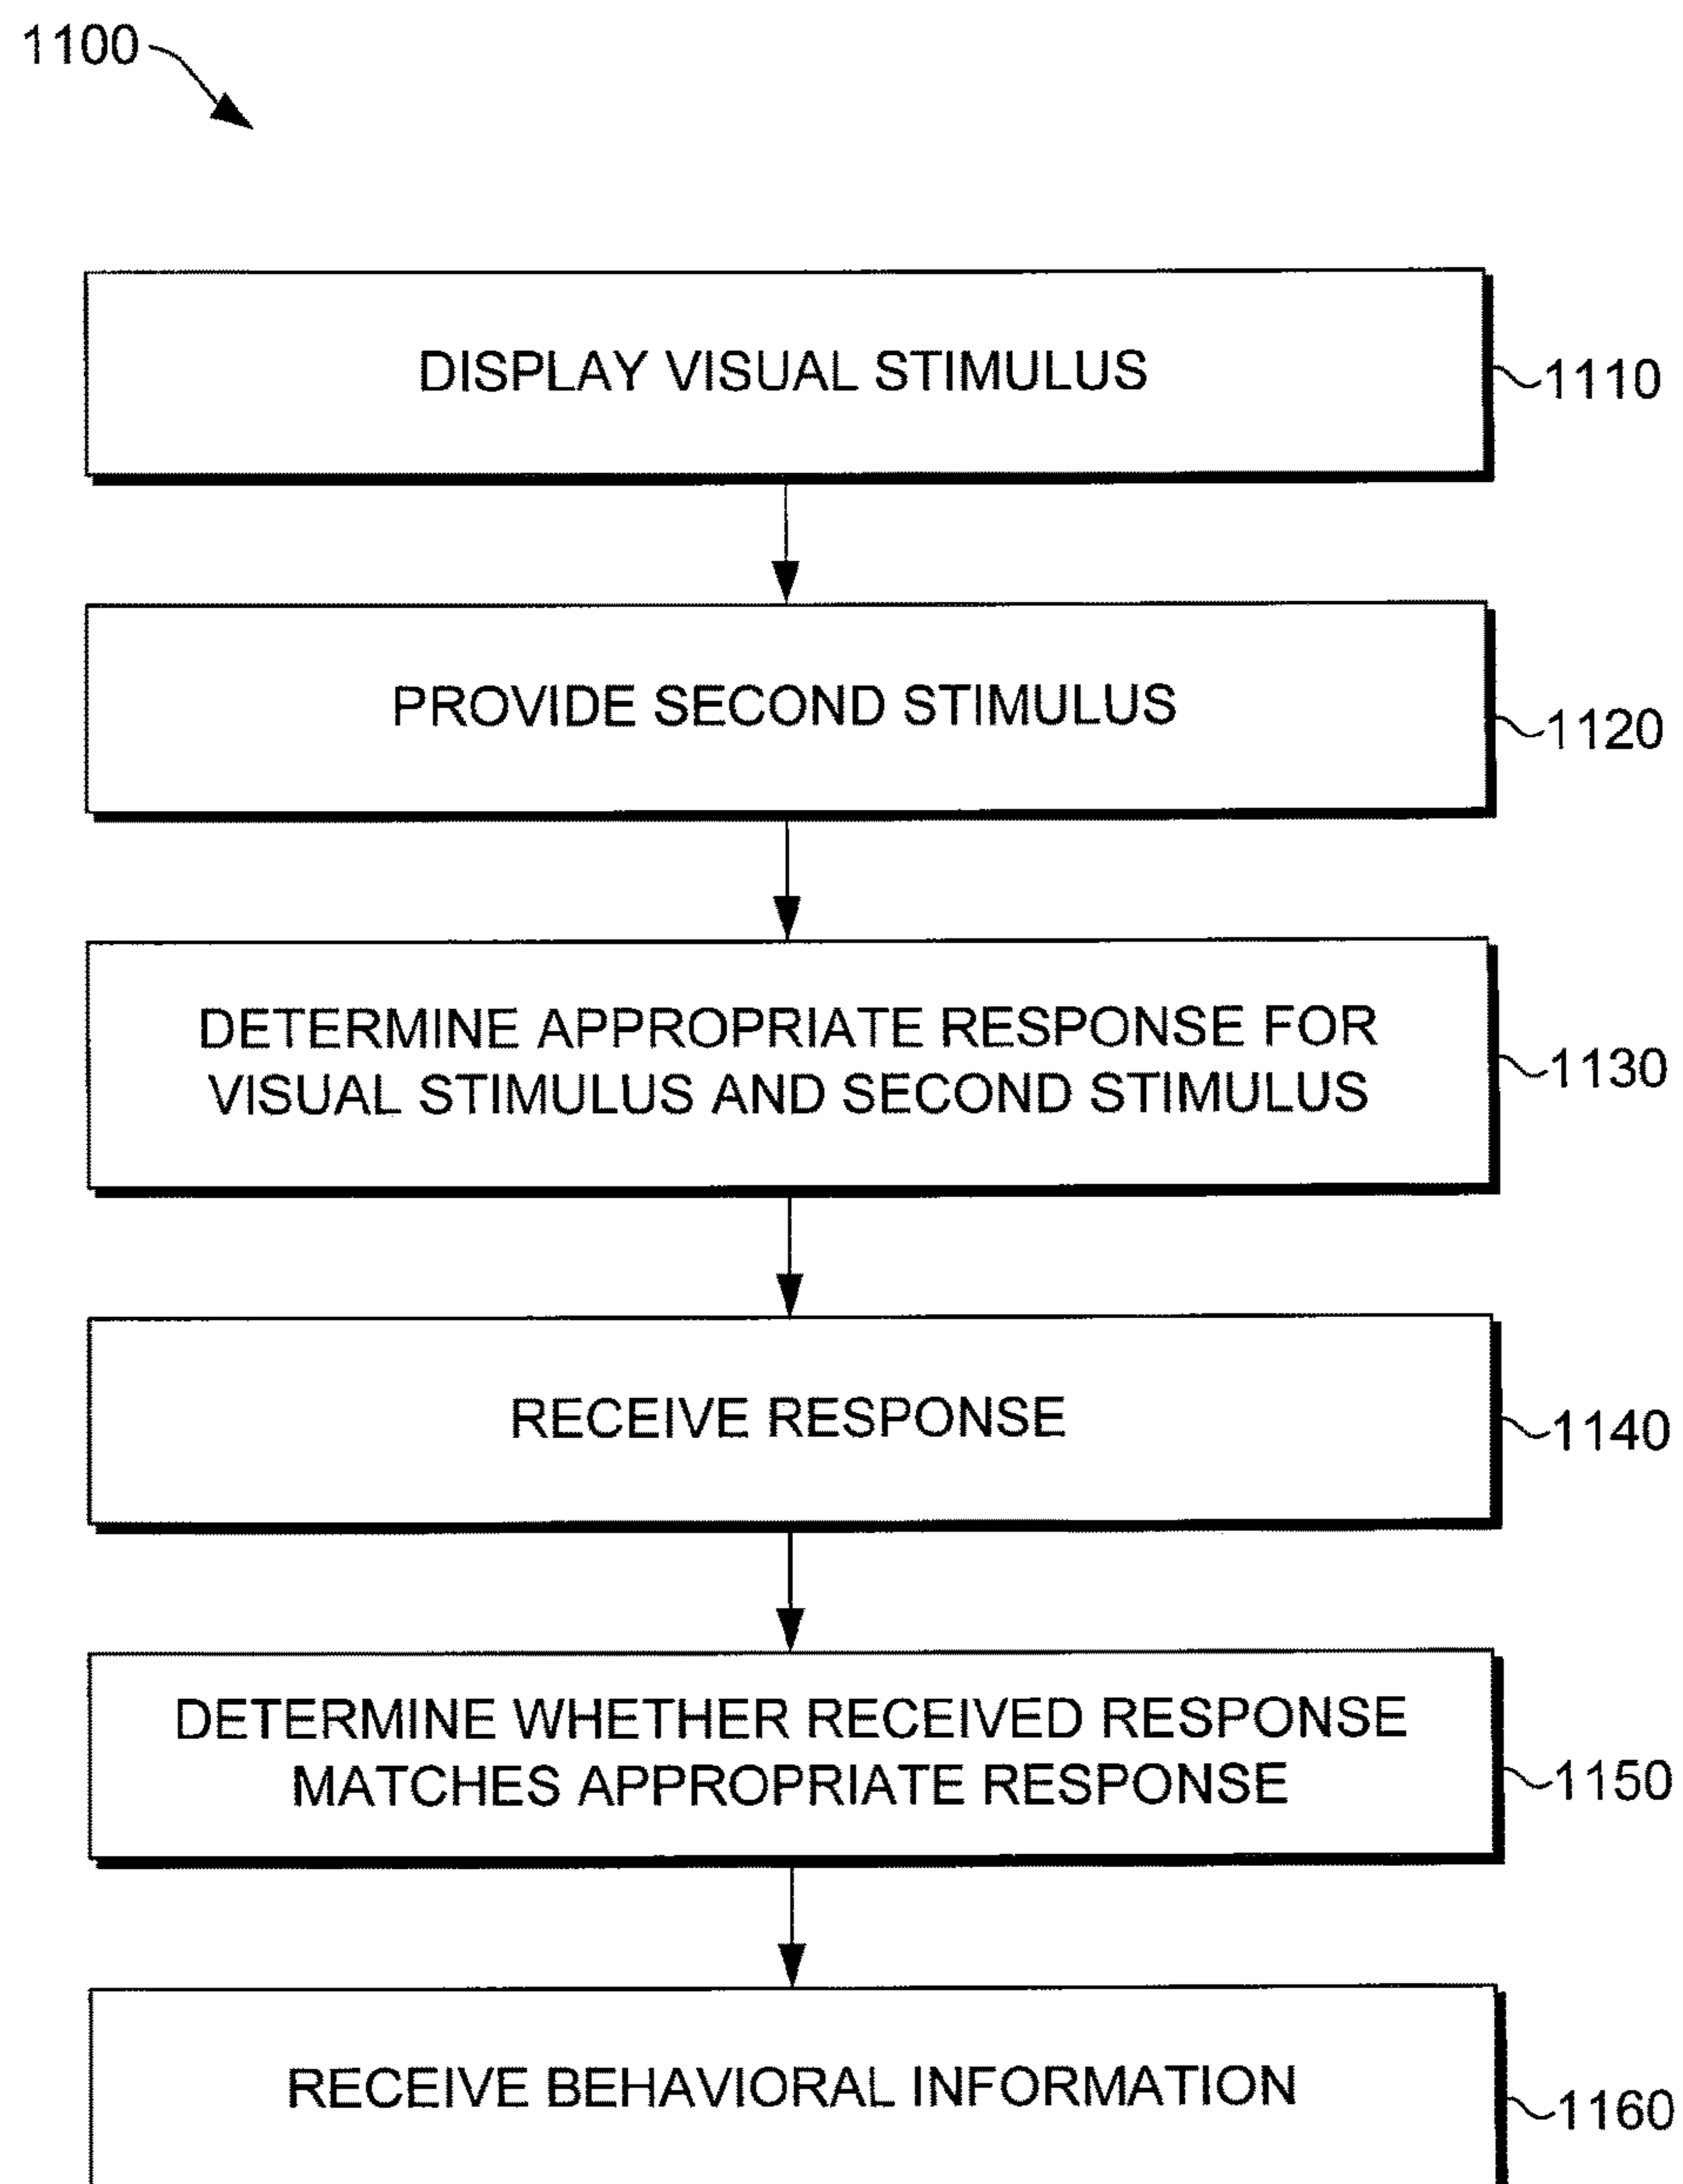 1100
DISPLAY VISUAL STIMULUS
1110
PROVIDE SECOND STIMULUS
1120
DETERMINE APPROPRIATE RESPONSE FOR
VISUAL STIMULUS AND SECOND STIMULUS
1130
RECEIVE RESPONSE
1140
DETERMINE WHETHER RECEIVED RESPONSE
MATCHES APPROPRIATE RESPONSE
1150
RECEIVE BEHAVIORAL INFORMATION
1160